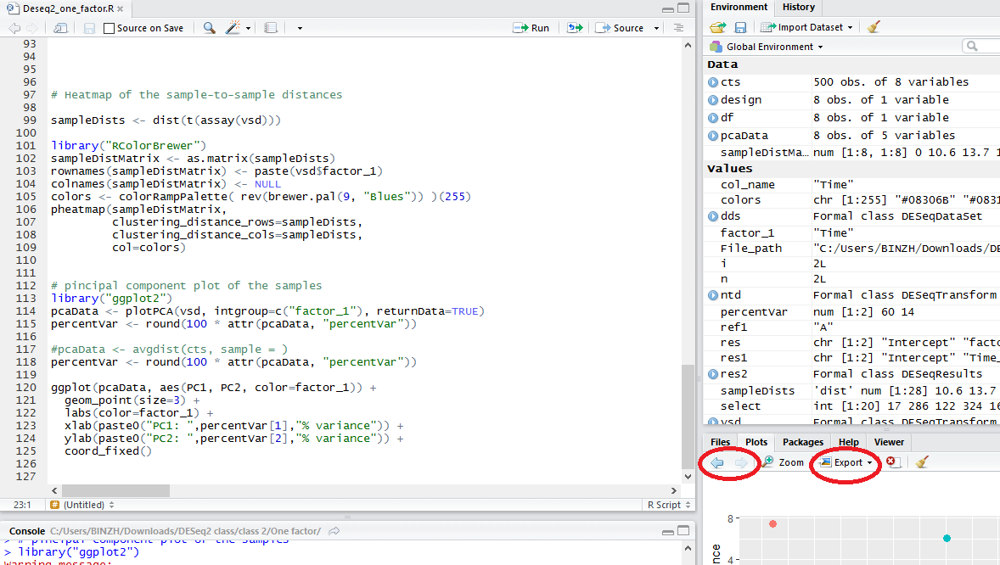 Deseq2_one_factor.R
Source on Save
Run
Source
93
94
95
96
97 # Heatmap of the sample-to-sample distances
98
99 sampleDists <- dist(t(assay(vsd)))
100
101 library("RColorBrewer")
102 sampleDistMatrix <- as.matrix(sampleDists)
103 rownames(sampleDistMatrix) <- paste(vsd$factor_1)
104 colnames(sampleDistMatrix) <- NULL
105 colors <- colorRampPalette( rev(brewer.pal(9, "Blues")) )(255)
106 pheatmap(sampleDistMatrix,
107 clustering_distance_rows=sampleDists,
108 clustering_distance_cols=sampleDists,
109 col=colors)
110
111
112 # pincipal component plot of the samples
113 library("ggplot2")
114 pcaData <- plotPCA(vsd, intgroup=c("factor_1"), returnData=TRUE)
115 percentVar <- round(100 * attr(pcaData, "percentVar"))
116
117 #pcaData <- avgdist(cts, sample = )
118 percentVar <- round(100 * attr(pcaData, "percentVar"))
119
120 ggplot(pcaData, aes(PC1, PC2, color=factor_1)) +
121 geom_point(size=3) +
122 labs(color=factor_1) +
123 xlab(paste0("PC1: ",percentVar[1],"% variance")) +
124 ylab(paste0("PC2: ",percentVar[2],"% variance")) +
125 coord_fixed()
126
127
23:1 # (Untitled) R Script
Console C:/Users/BINZH/Downloads/DESeq2 class/class 2/One factor/
> # pincipal component plot of the samples
> library("ggplot2")
Warning message:
Environment History
Import Dataset
Global Environment
Data
cts 500 obs. of 8 variables
design 8 obs. of 1 variable
df 8 obs. of 1 variable
pcaData 8 obs. of 5 variables
sampleDistMa… num [1:8, 1:8] 0 10.6 13.7 1
Values
col_name "Time"
colors chr [1:255] "#08306B" "#0831
dds Formal class DESeqDataSet
factor_1 "Time"
File_path "C:/Users/BINZH/Downloads/DE
i 2L
n 2L
ntd Formal class DESeqTransform
percentVar num [1:2] 60 14
ref1 "A"
res chr [1:2] "Intercept" "facto
res1 chr [1:2] "Intercept" "Time_
res2 Formal class DESeqResults
sampleDists 'dist' num [1:28] 10.6 13.7
select int [1:20] 17 286 122 324 16
vsd Formal class DESeqTransform
Files Plots Packages Help Viewer
Zoom Export
8
4
nce